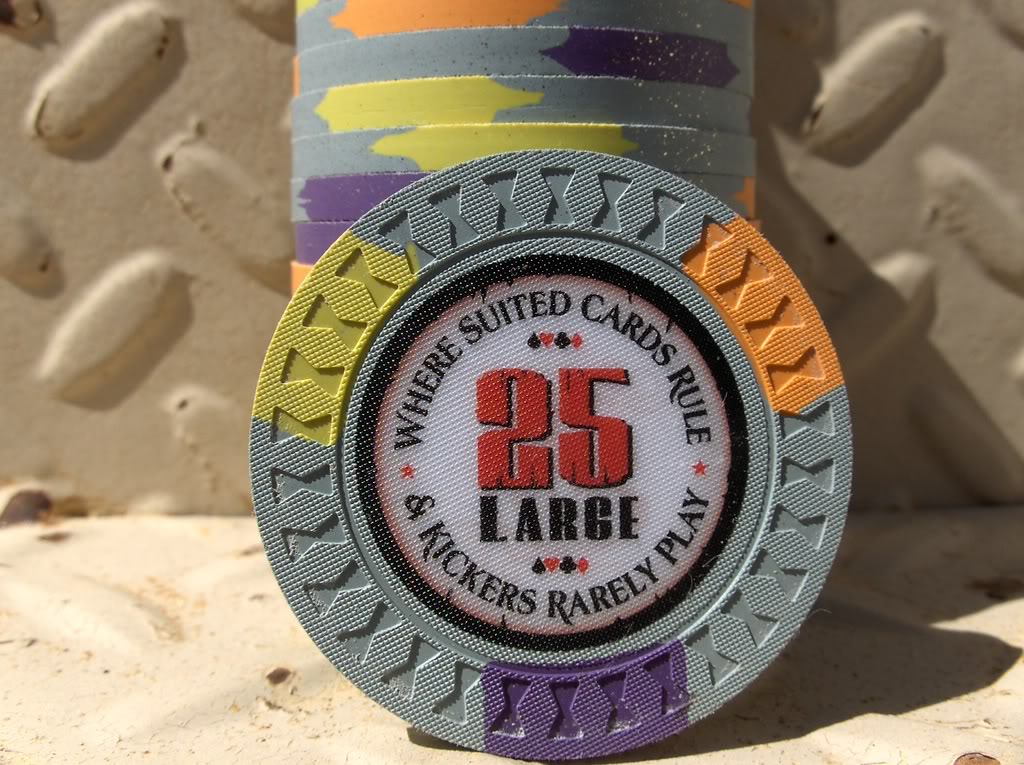 WHERE SUITED CARDS RULE
25
LARGE
& KICKERS RARELY PLAY